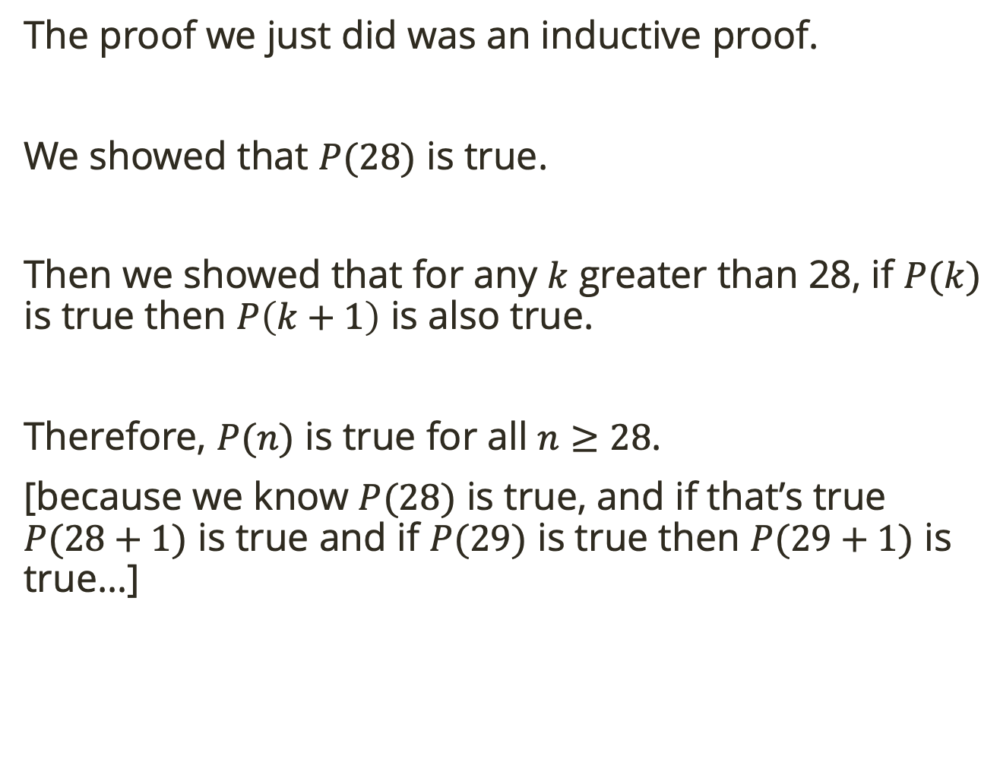 The proof we just did was an inductive proof.
We showed that P(28) is true.
Then we showed that for any k greater than 28, if P(k)
is true then P(k + 1) is also true.
Therefore, P(n) is true for all n ≥ 28.
[because we know P(28) is true, and if that’s true
P(28 + 1) is true and if P(29) is true then P(29 + 1) is
true...]